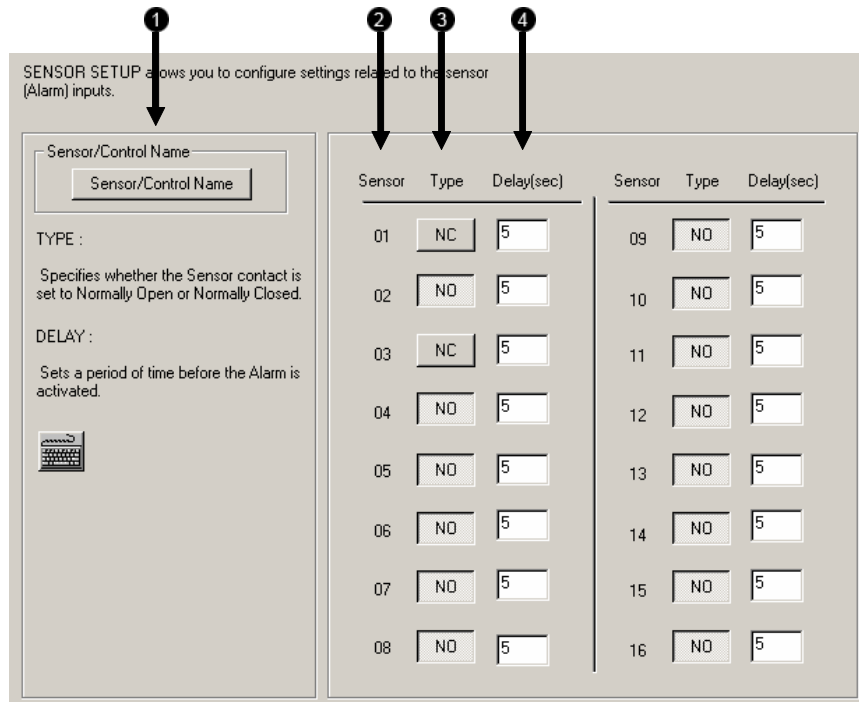 1 2 3 4
SENSOR SETUP allows you to configure settings related to the sensor
(Alarm) inputs.
Sensor/Control Name
Sensor/Control Name
TYPE :
Specifies whether the Sensor contact is
set to Normally Open or Normally Closed.
DELAY :
Sets a period of time before the Alarm is
activated.
Sensor Type Delay(sec)
01 NC 5
02 NO 5
03 NC 5
04 NO 5
05 NO 5
06 NO 5
07 NO 5
08 NO 5
Sensor Type Delay(sec)
09 NO 5
10 NO 5
11 NO 5
12 NO 5
13 NO 5
14 NO 5
15 NO 5
16 NO 5